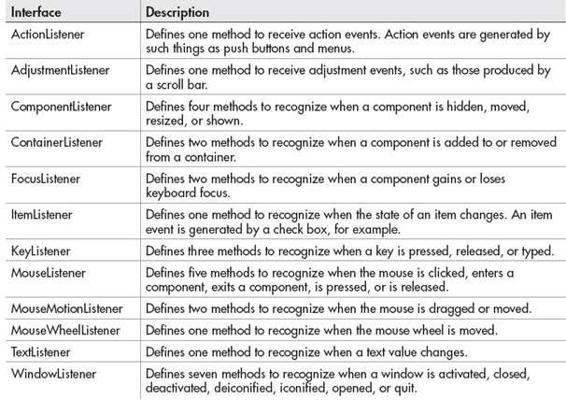 Interface Description
ActionListener Defines one method to receive action events. Action events are generated by
such things as push buttons and menus.
AdjustmentListener Defines one method to receive adjustment events, such as those produced by
a scroll bar.
ComponentListener Defines four methods to recognize when a component is hidden, moved,
resized, or shown.
ContainerListener Defines two methods to recognize when a component is added to or removed
from a container.
FocusListener Defines two methods to recognize when a component gains or loses
keyboard focus.
ItemListener Defines one method to recognize when the state of an item changes. An item
event is generated by a check box, for example.
KeyListener Defines three methods to recognize when a key is pressed, released, or typed.
MouseListener Defines five methods to recognize when the mouse is clicked, enters a
component, exits a component, is pressed, or is released.
MouseMotionListener Defines two methods to recognize when the mouse is dragged or moved.
MouseWheelListener Defines one method to recognize when the mouse wheel is moved.
TextListener Defines one method to recognize when a text value changes.
WindowListener Defines seven methods to recognize when a window is activated, closed,
deactivated, deiconified, iconified, opened, or quit.